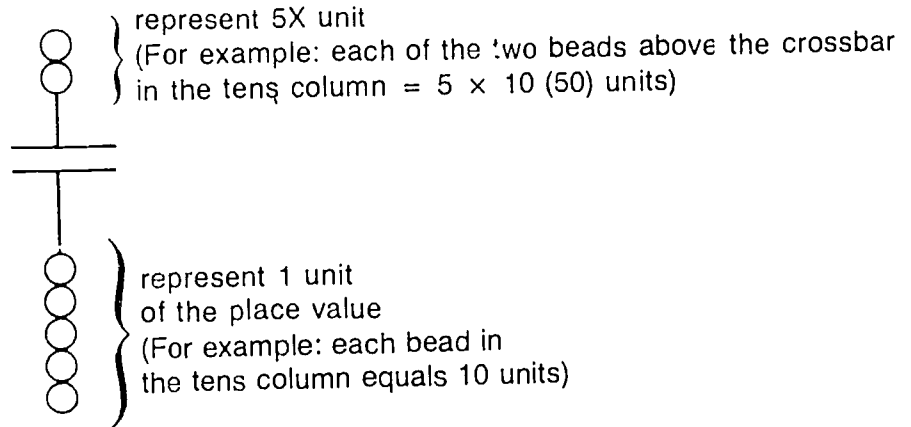 represent 5X unit
(For example: each of the two beads above the crossbar
in the tens column = 5 × 10 (50) units)
represent 1 unit
of the place value
(For example: each bead in
the tens column equals 10 units)